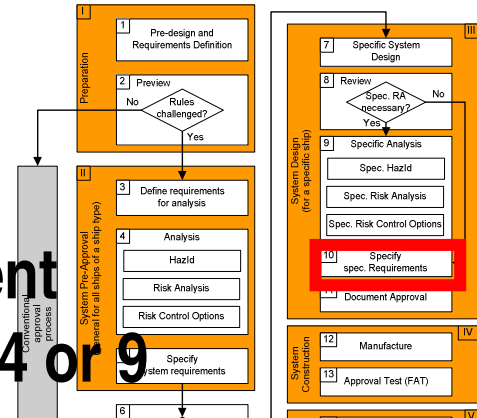 I
1
Pre-design and
Requirements Definition
Preparation
2
Preview
Rules
challenged?
No
Yes
II
System Pre-Approval
general for all ships of a ship type)
3
Define requirements
for analysis
4
Analysis
HazId
Risk Analysis
Risk Control Options
Specify
system requirements
6
Conventional
approval
process
ent
4 or 9
III
System Design
(for a specific ship)
7
Specific System
Design
8
Review
Spec. RA
necessary?
No
Yes
9
Specific Analysis
Spec. HazId
Spec. Risk Analysis
Spec. Risk Control Options
10
Specify
spec. Requirements
Document Approval
IV
System
Construction
12
Manufacture
13
Approval Test (FAT)
V